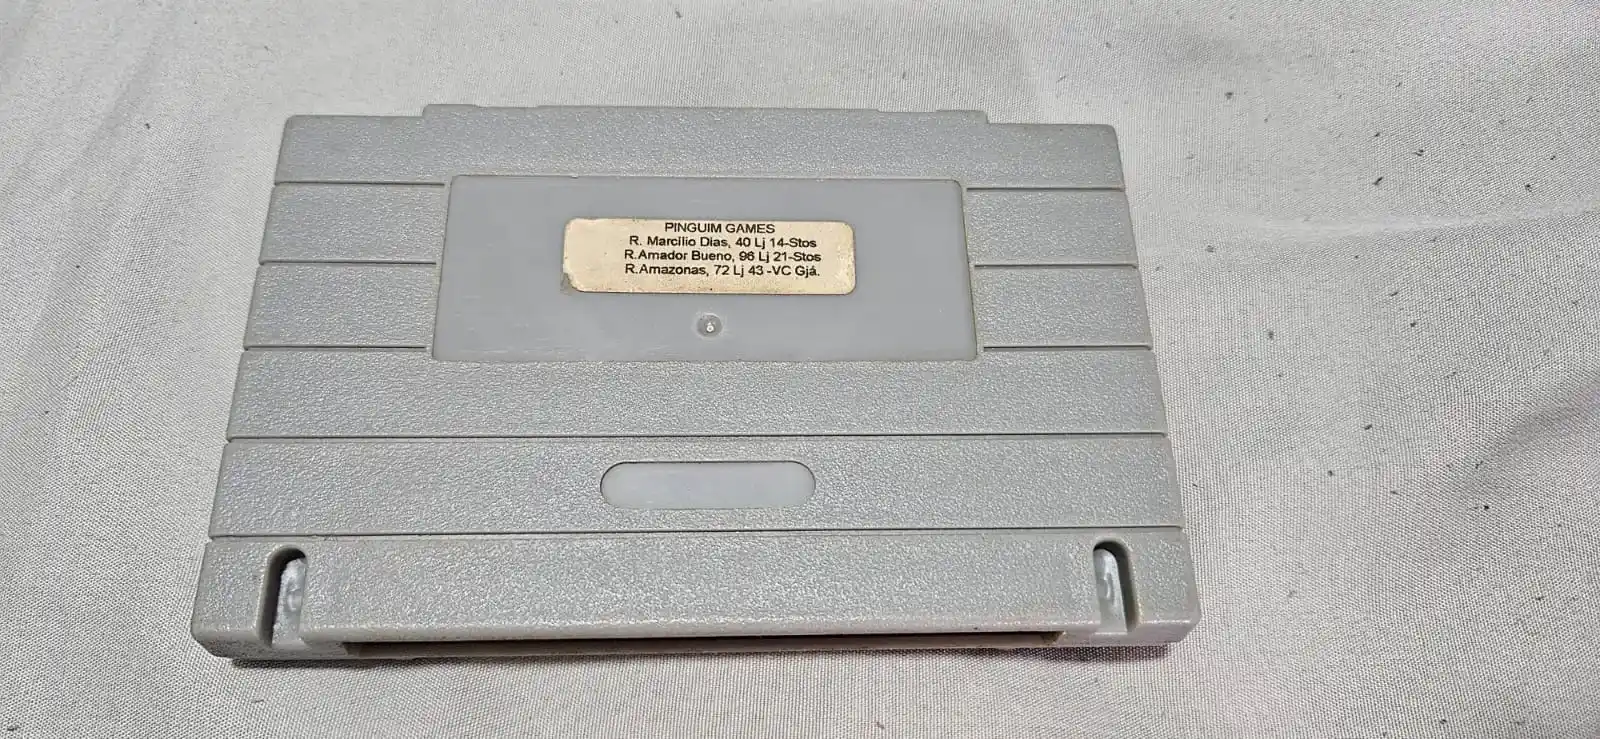 PINGUIM GAMES
R. Marcílio Dias, 40 Lj 14-Stos
R.Amador Bueno, 96 Lj 21-Stos
R.Amazonas, 72 Lj 43 -VC Gjá.